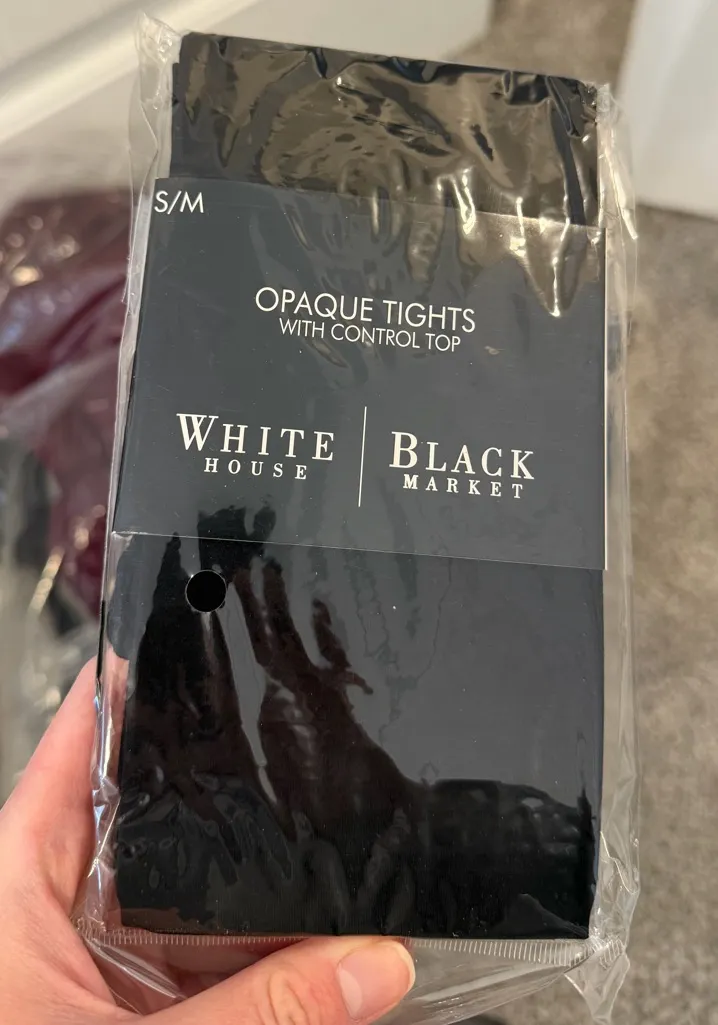 S/M
OPAQUE TIGHTS
WITH CONTROL TOP
WHITE
HOUSE
BLACK
MARKET